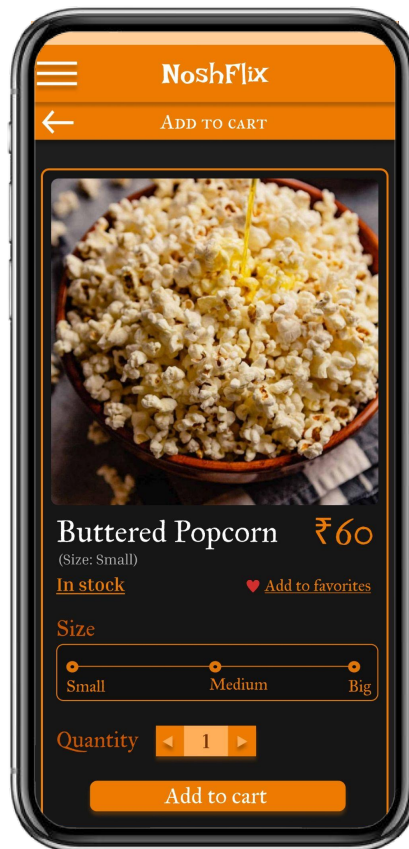 NoshFlix
Add to cart
Buttered Popcorn ₹60
(Size: Small)
In stock
Add to favorites
Size
Small Medium Big
Quantity 1
Add to cart